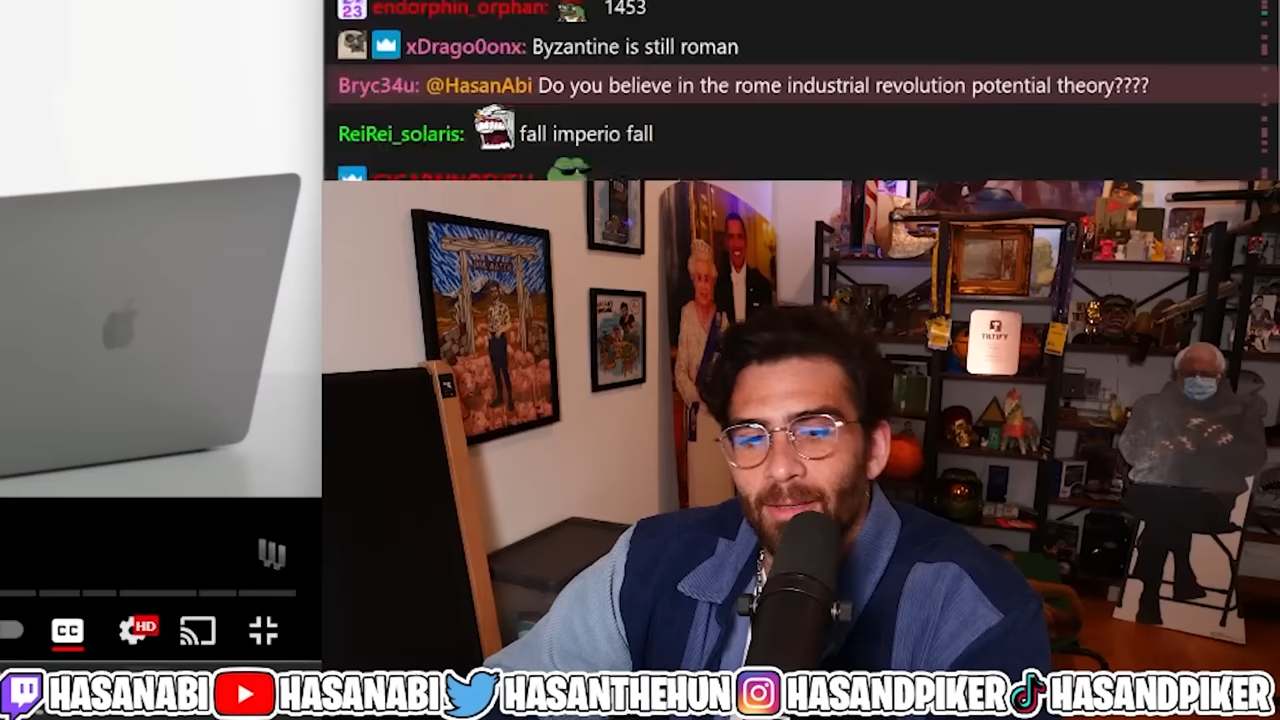 23
endorphin_orphan: 1453
xDrago0onx: Byzantine is still roman
Bryc34u: @HasanAbi Do you believe in the rome industrial revolution potential theory????
ReiRei_solaris: fall imperio fall
TILTIFY
CC
HD
HASANABI HASANABI HASANTHEHUN HASANDPIKER HASANDPIKER